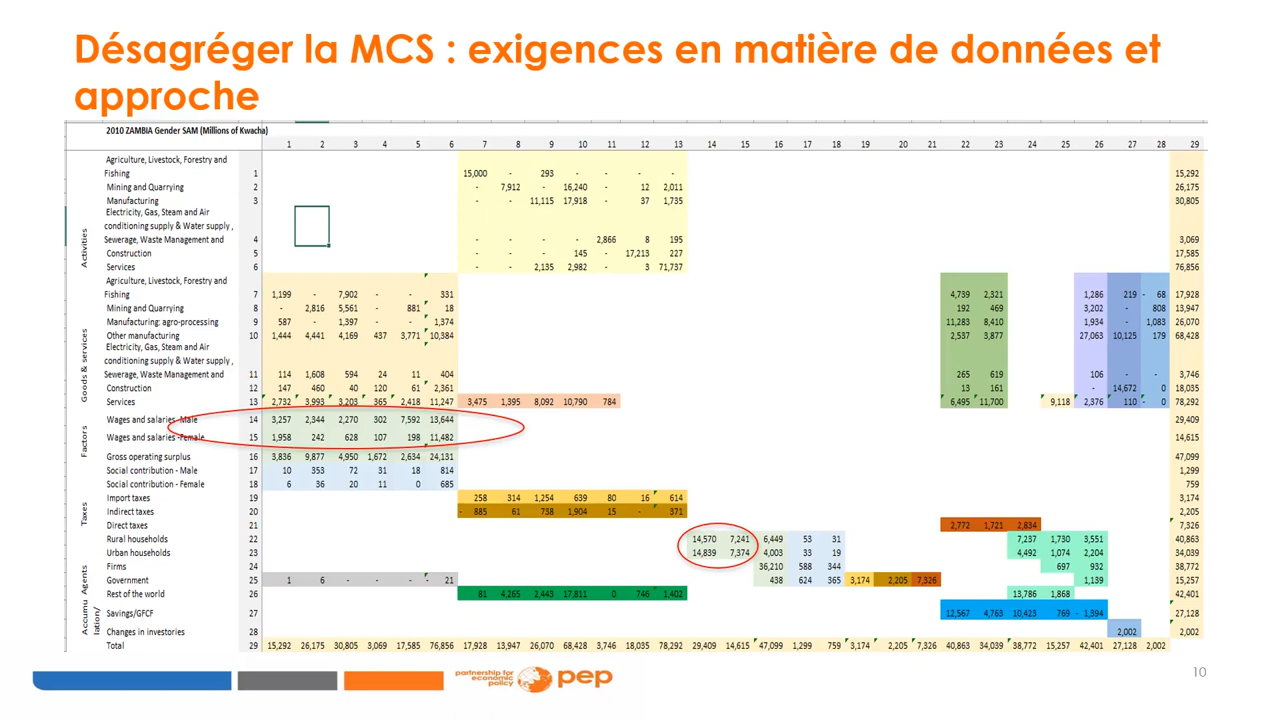 Désagréger la MCS : exigences en matière de données et
approche
2010 ZAMBIA Gender SAM (Millions of Kwacha)
1 2 3 4 5 6 7 8 9 10 11 12 13 14 15 16 17 18 19 20 21 22 23 24 25 26 27 28 29
Activities
Agriculture, Livestock, Forestry and
Fishing 1 15,000 - 293 - - - - 15,292
Mining and Quarrying 2 - 7,912 - 16,240 - 12 2,011 26,175
Manufacturing 3 - - 11,115 17,918 - 37 1,735 30,805
Electricity, Gas, Steam and Air
conditioning supply & Water supply ,
Sewerage, Waste Management and 4 - - - - 2,866 8 195 3,069
Construction 5 - - - 145 - 17,213 227 17,585
Services 6 - - 2,135 2,982 - 3 71,737 76,856
Goods & services
Agriculture, Livestock, Forestry and
Fishing 7 1,199 - 7,902 - - 331 4,739 2,321 1,286 219 - 68 17,928
Mining and Quarrying 8 - 2,816 5,561 - 881 18 192 469 3,202 - 808 13,947
Manufacturing: agro-processing 9 587 - 1,397 - - 1,374 11,283 8,410 1,934 - 1,083 26,070
Other manufacturing 10 1,444 4,441 4,169 437 3,771 10,384 2,537 3,877 27,063 10,125 179 68,428
Electricity, Gas, Steam and Air
conditioning supply & Water supply ,
Sewerage, Waste Management and 11 114 1,608 594 24 11 404 265 619 106 - - 3,746
Construction 12 147 460 40 120 61 2,361 13 161 - 14,672 0 18,035
Services 13 2,732 3,993 3,203 365 2,418 11,247 3,475 1,395 8,092 10,790 784 6,495 11,700 9,118 2,376 110 - 0 78,292
Factors
Wages and salaries -Male 14 3,257 2,344 2,270 302 7,592 13,644 29,409
Wages and salaries -Female 15 1,958 242 628 107 198 11,482 14,615
Gross operating surplus 16 3,836 9,877 4,950 1,672 2,634 24,131 47,099
Social contribution - Male 17 10 353 72 31 18 814 1,299
Social contribution - Female 18 6 36 20 11 0 685 759
Taxes
Import taxes 19 258 314 1,254 639 80 16 614 3,174
Indirect taxes 20 - 885 61 738 1,904 15 - 371 2,205
Direct taxes 21 2,772 1,721 2,834 7,326
Agents
Rural households 22 14,570 7,241 6,449 53 31 7,237 1,730 3,551 40,863
Urban households 23 14,839 7,374 4,003 33 19 4,492 1,074 2,204 34,039
Firms 24 36,210 588 344 697 932 38,772
Government 25 1 6 - - - - 21 438 624 365 3,174 2,205 7,326 1,139 15,257
Rest of the world 26 81 4,265 2,443 17,811 0 746 1,402 13,786 1,868 42,401
Accumu
lation/
Savings/GFCF 27 12,567 4,763 10,423 769 - 1,394 27,128
Changes in investories 28 2,002 2,002
Total 29 15,292 26,175 30,805 3,069 17,585 76,856 17,928 13,947 26,070 68,428 3,746 18,035 78,292 29,409 14,615 47,099 1,299 759 3,174 2,205 7,326 40,863 34,039 38,772 15,257 42,401 27,128 2,002
partnership for
economic
policy
pep
10